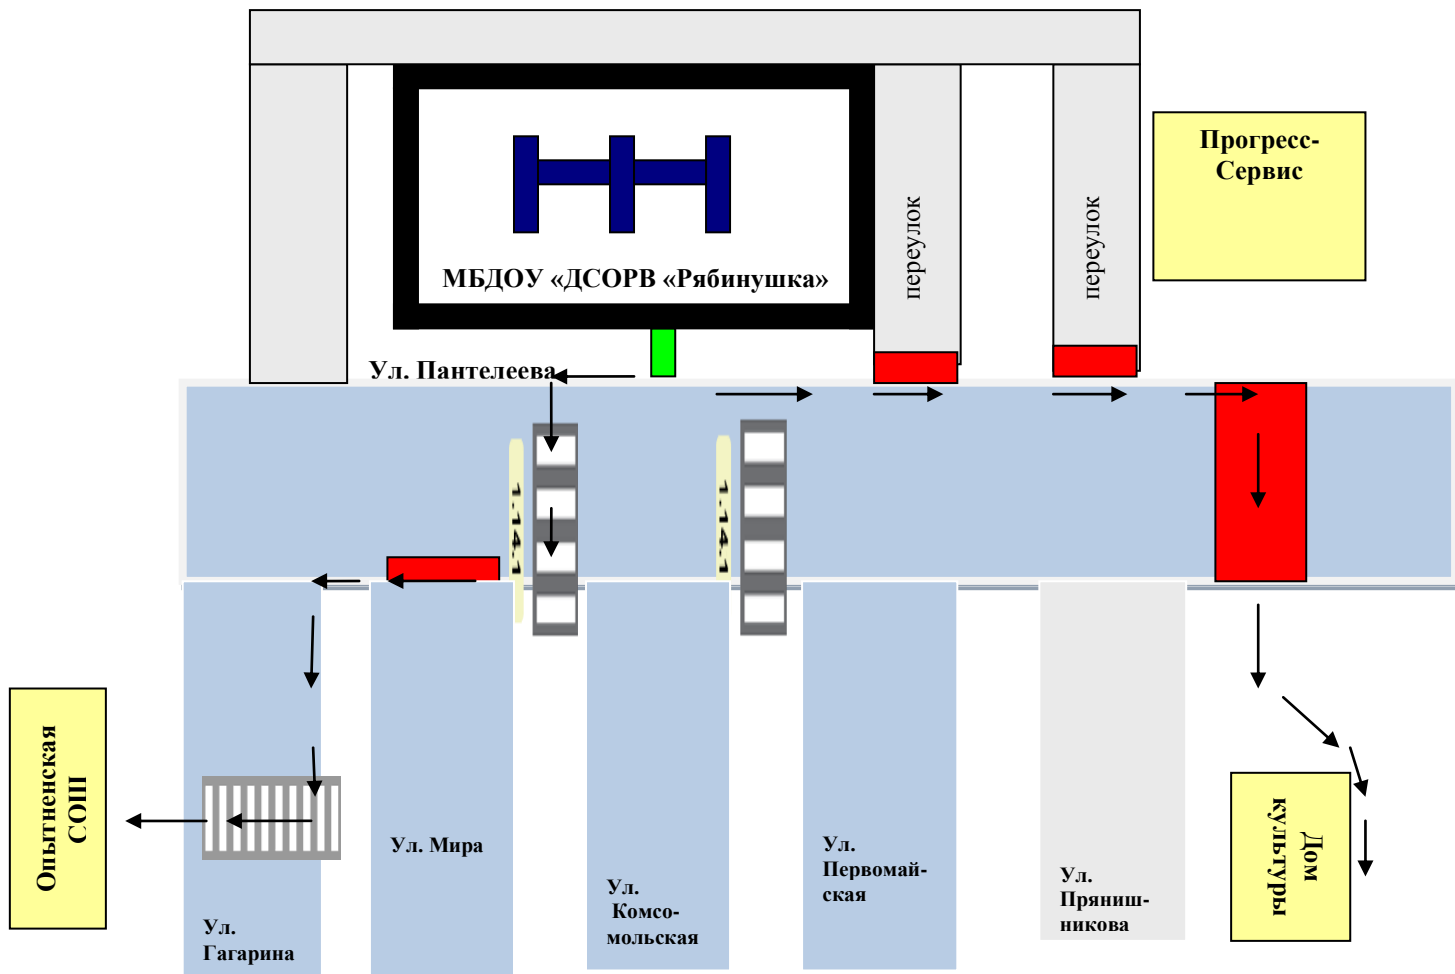 Прогресс-
Сервис
переулок
переулок
МБДОУ «ДСОРВ «Рябинушка»
Ул. Пантелеева
1.14.1
1.14.1
Опытненская
СОШ
Ул. Мира
Ул.
Первомай-
ская
Дом
культуры
Ул.
Комсо-
мольская
Ул.
Пряниш-
никова
Ул.
Гагарина